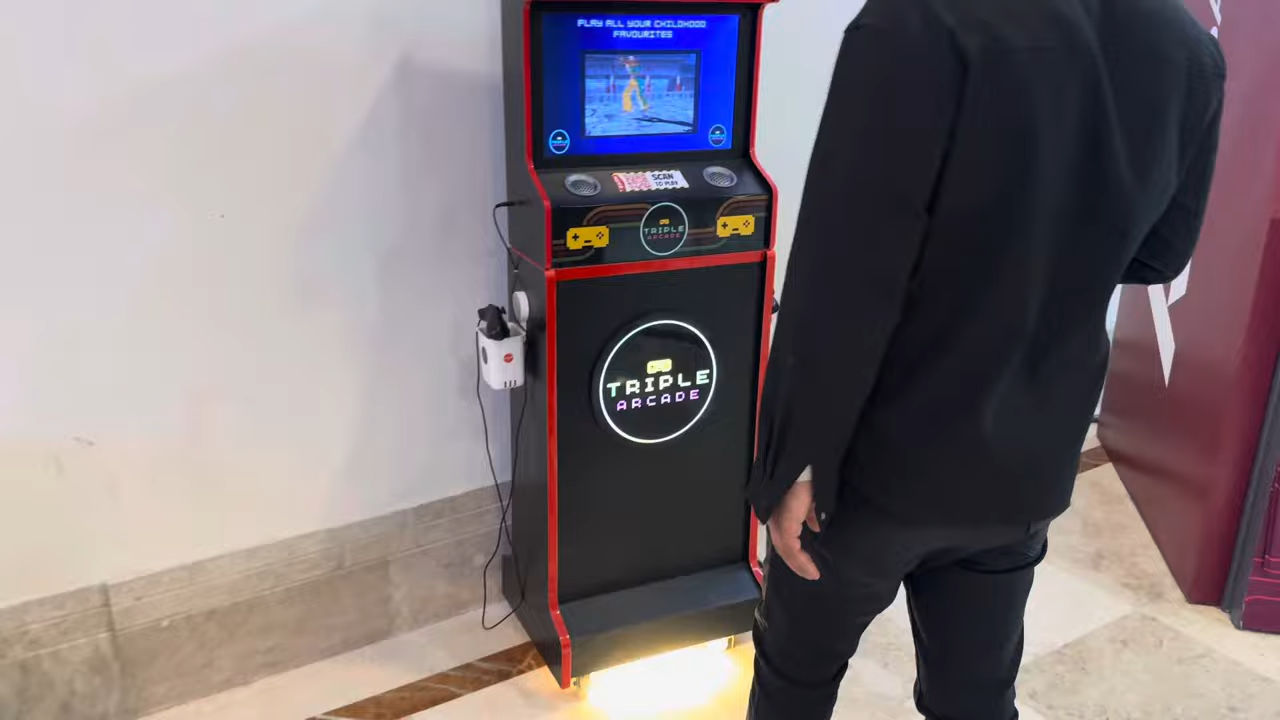 PLAY ALL YOUR CHILDHOOD
FAVOURITES
SCAN
TO PLAY
TRIPLE
ARCADE
TRIPLE
ARCADE